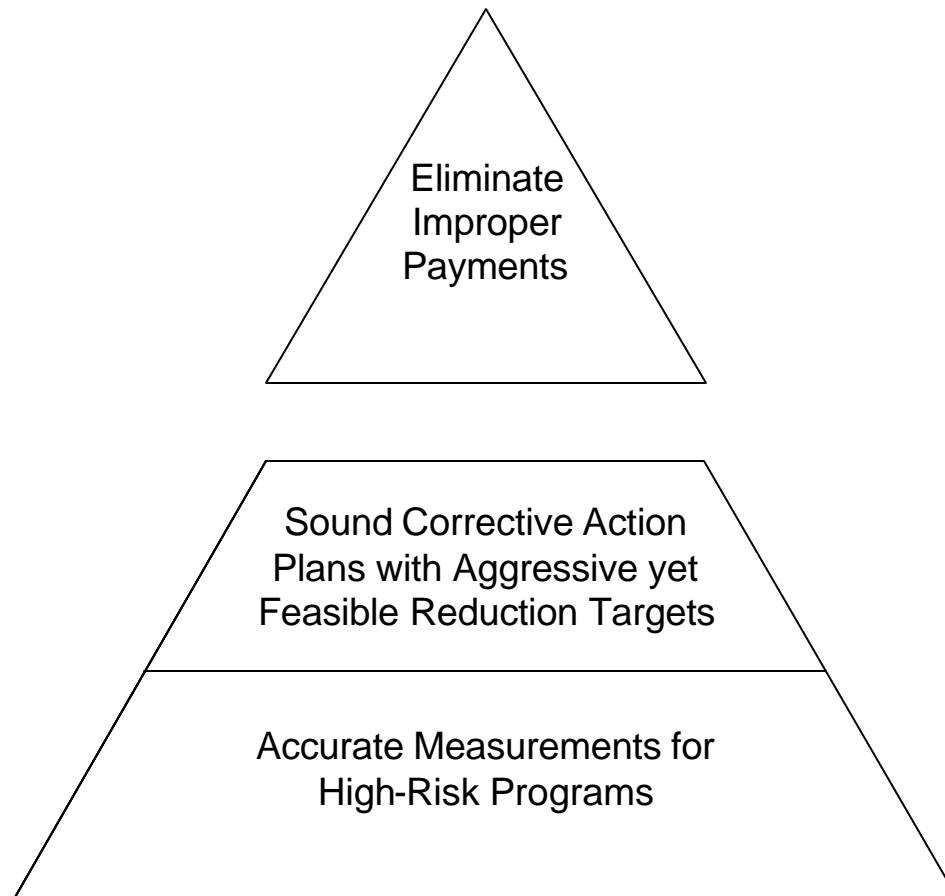 Eliminate
Improper
Payments
Sound Corrective Action
Plans with Aggressive yet
Feasible Reduction Targets
Accurate Measurements for
High-Risk Programs